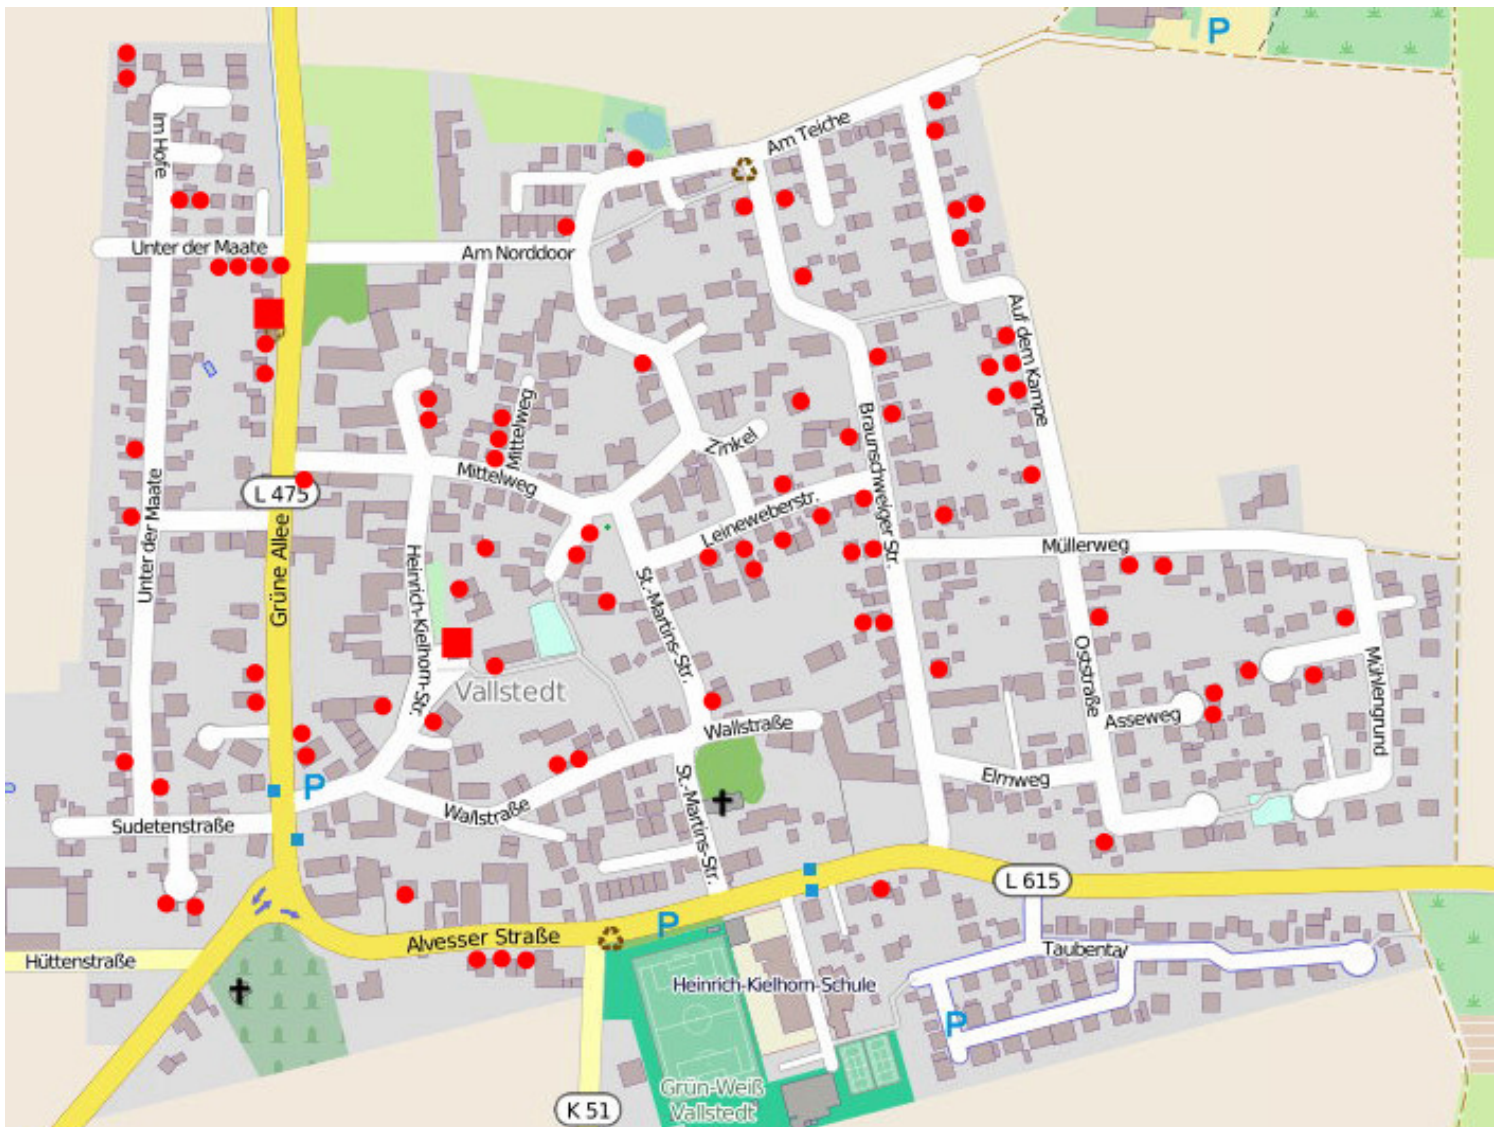 P
Am Teiche
Im Hofe
Unter der Maate
Am Norddoor
Auf dem Kampe
Mittelweg
Zinkel
Braunschweiger Str.
Mittelweg
L 475
Unter der Maate
Leineweberstr.
Grüne Allee
Heinrich-Kielhorn-Str.
St.-Martins-Str.
Müllerweg
Oststraße
Mühlengrund
Vallstedt
Asseweg
Wallstraße
Elmweg
P
Wallstraße
St.-Martins-Str.
Sudetenstraße
L 615
P
Alvesser Straße
Hüttenstraße
Taubental
Heinrich-Kielhorn-Schule
P
Grün-Weiß
Vallstedt
K 51